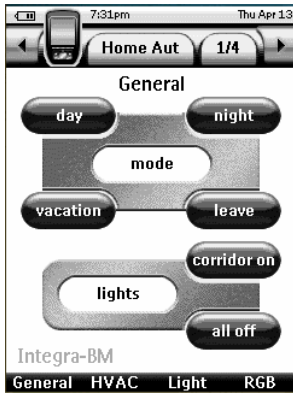 7:31pm Thu Apr 13
Home Aut 1/4
General
day night
mode
vacation leave
corridor on
lights
all off
Integra-BM
General HVAC Light RGB